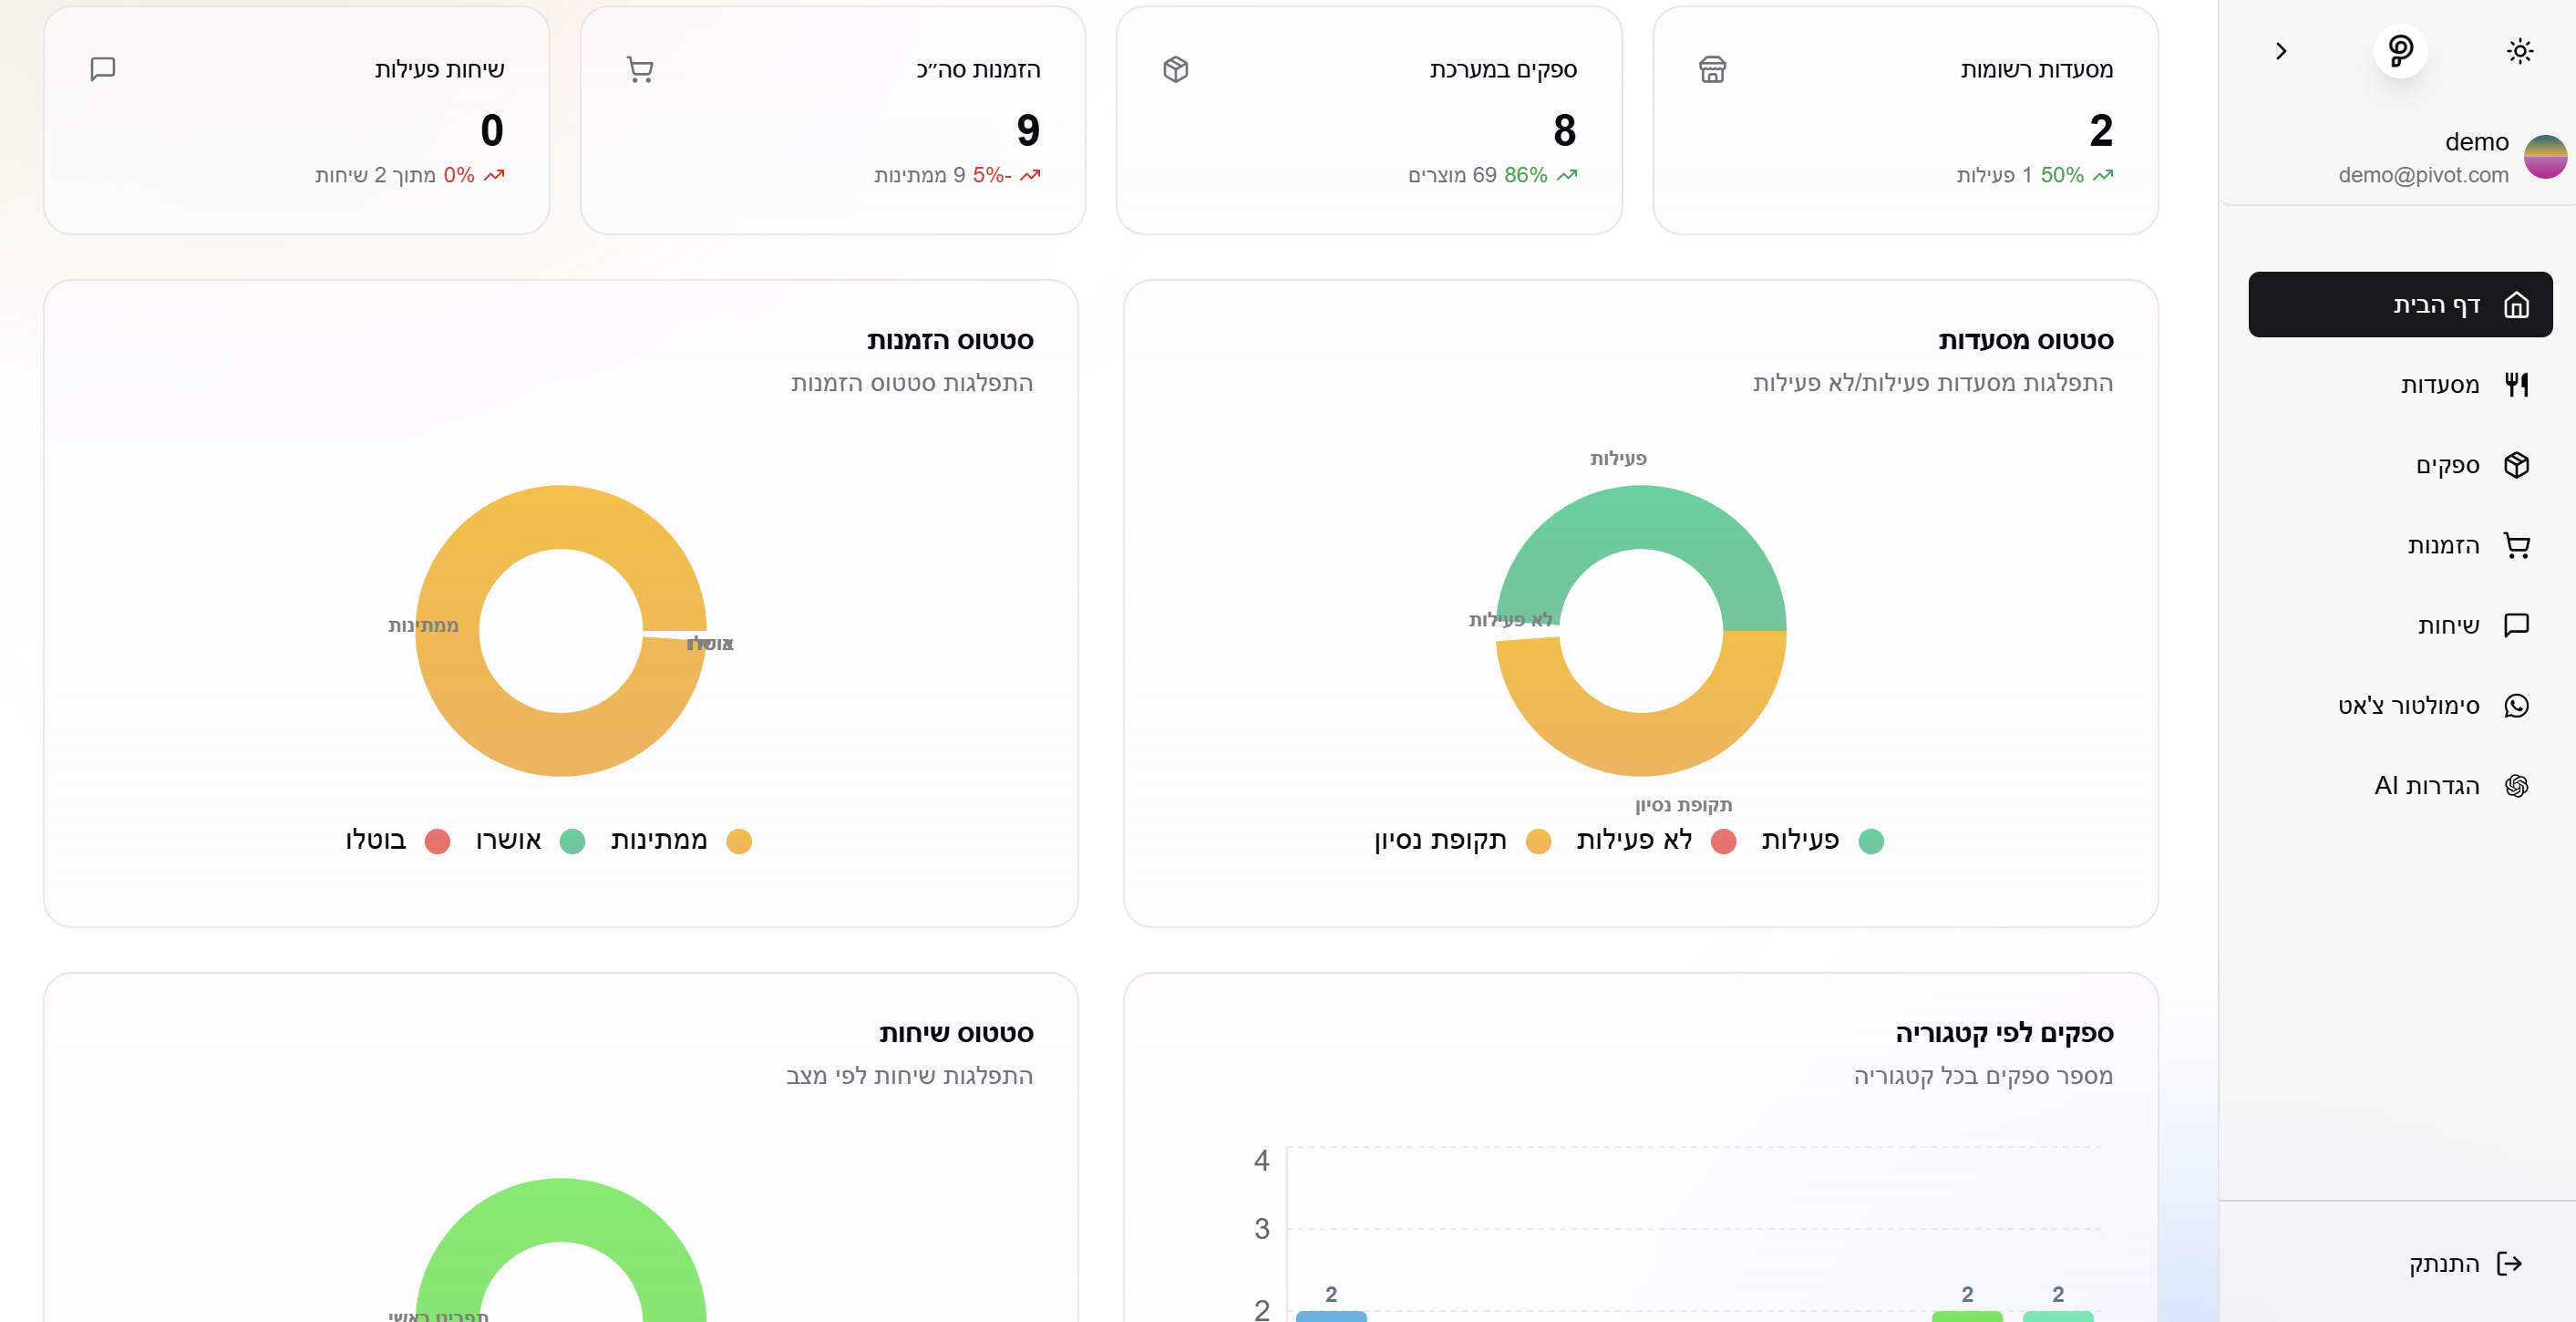 demo
demo@pivot.com
דף הבית
מסעדות
ספקים
הזמנות
שיחות
סימולטור צ'אט
הגדרות AI
התנתק
מסעדות רשומות
2
50% 1 פעילות
ספקים במערכת
8
86% 69 מוצרים
הזמנות סה״כ
9
-5% 9 ממתינות
שיחות פעילות
0
0% מתוך 2 שיחות
סטטוס מסעדות
התפלגות מסעדות פעילות/לא פעילות
פעילות
לא פעילות
תקופת נסיון
פעילות
לא פעילות
תקופת נסיון
סטטוס הזמנות
התפלגות סטטוס הזמנות
ממתינות
ממתינות
אושרו
בוטלו
ספקים לפי קטגוריה
מספר ספקים בכל קטגוריה
4
3
2
2
2
2
סטטוס שיחות
התפלגות שיחות לפי מצב
תפריט ראשי